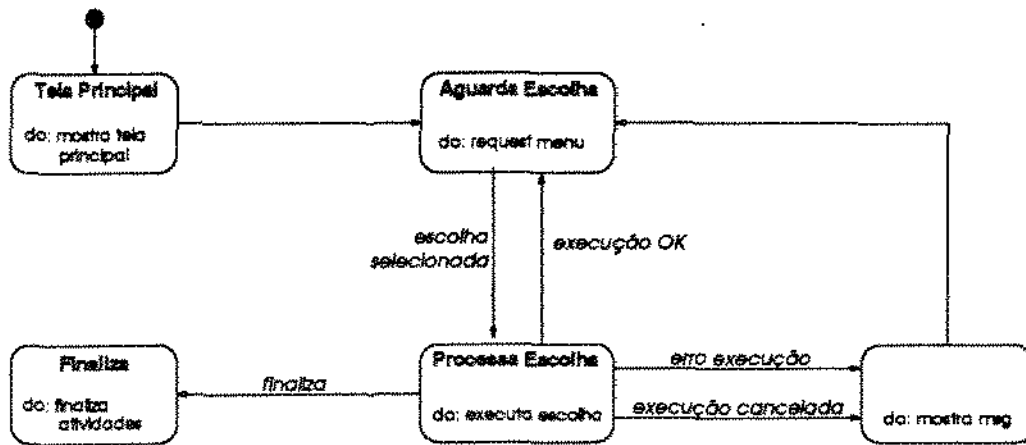 Tela Principal
do: mostra tela
principal
Aguarda Escolha
do: request menu
escolha
selecionada
execução OK
Finaliza
do: finaliza
atividades
finaliza
Processa Escolha
do: executa escolha
erro execução
execução cancelada
do: mostra msg